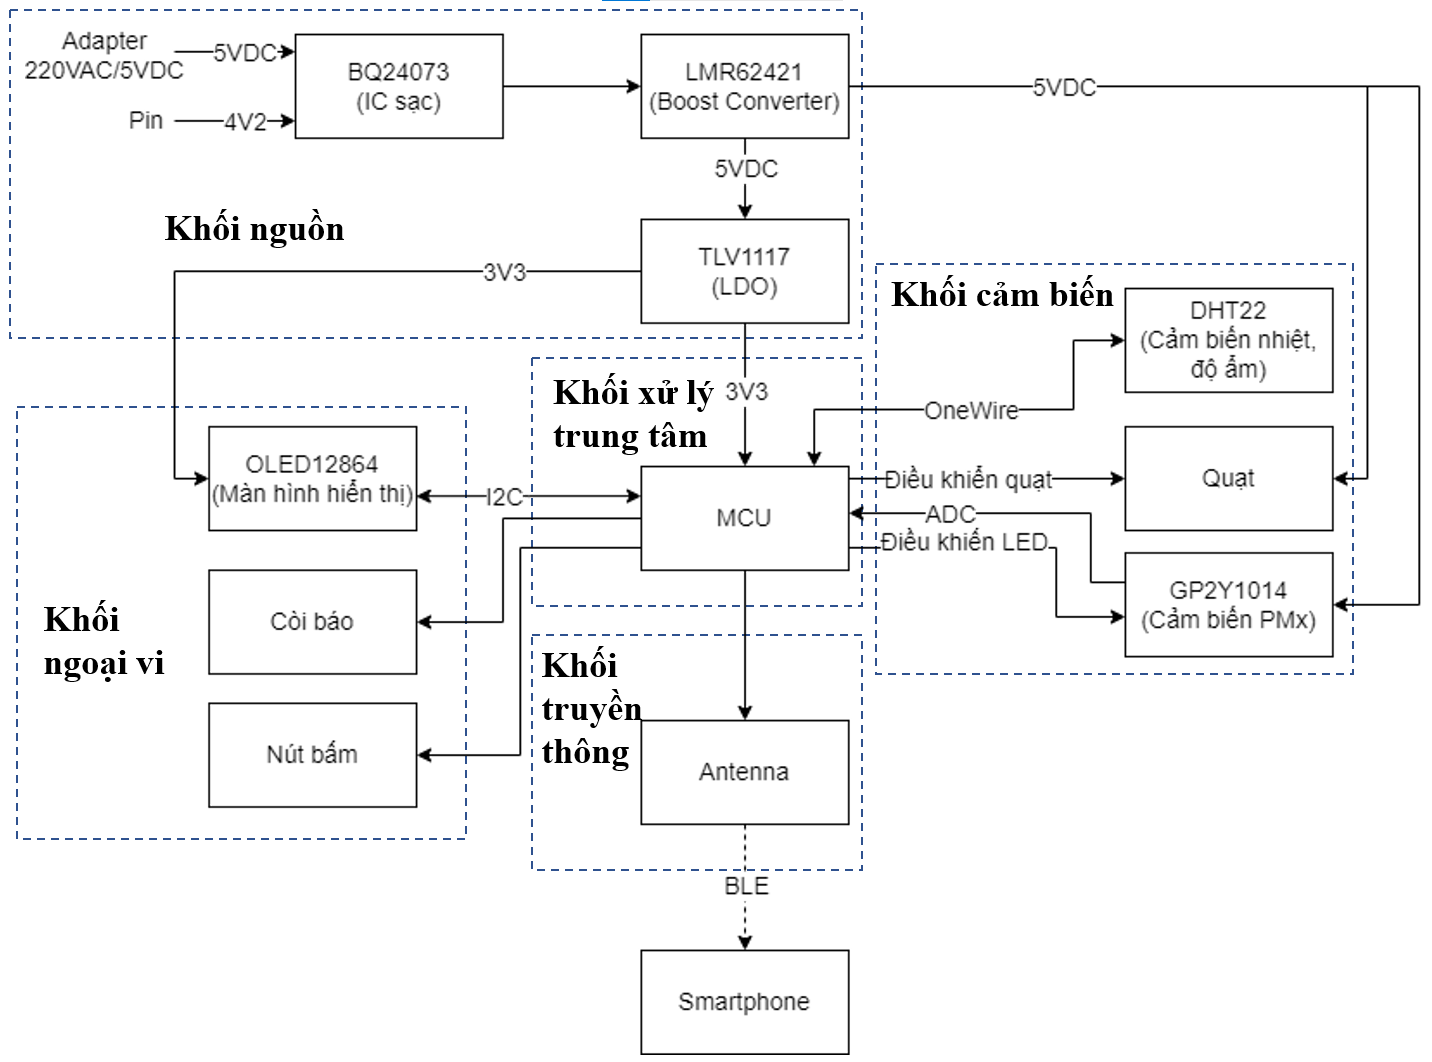 Adapter
220VAC/5VDC
5VDC
BQ24073
(IC sạc)
LMR62421
(Boost Converter)
5VDC
Pin
4V2
5VDC
Khối nguồn
TLV1117
(LDO)
3V3
Khối cảm biến
DHT22
(Cảm biến nhiệt,
độ ẩm)
Khối xử lý
trung tâm
3V3
OneWire
OLED12864
(Màn hình hiển thị)
I2C
MCU
Điều khiển quạt
Quạt
ADC
Điều khiển LED
GP2Y1014
(Cảm biến PMx)
Khối
ngoại vi
Còi báo
Nút bấm
Khối
truyền
thông
Antenna
BLE
Smartphone